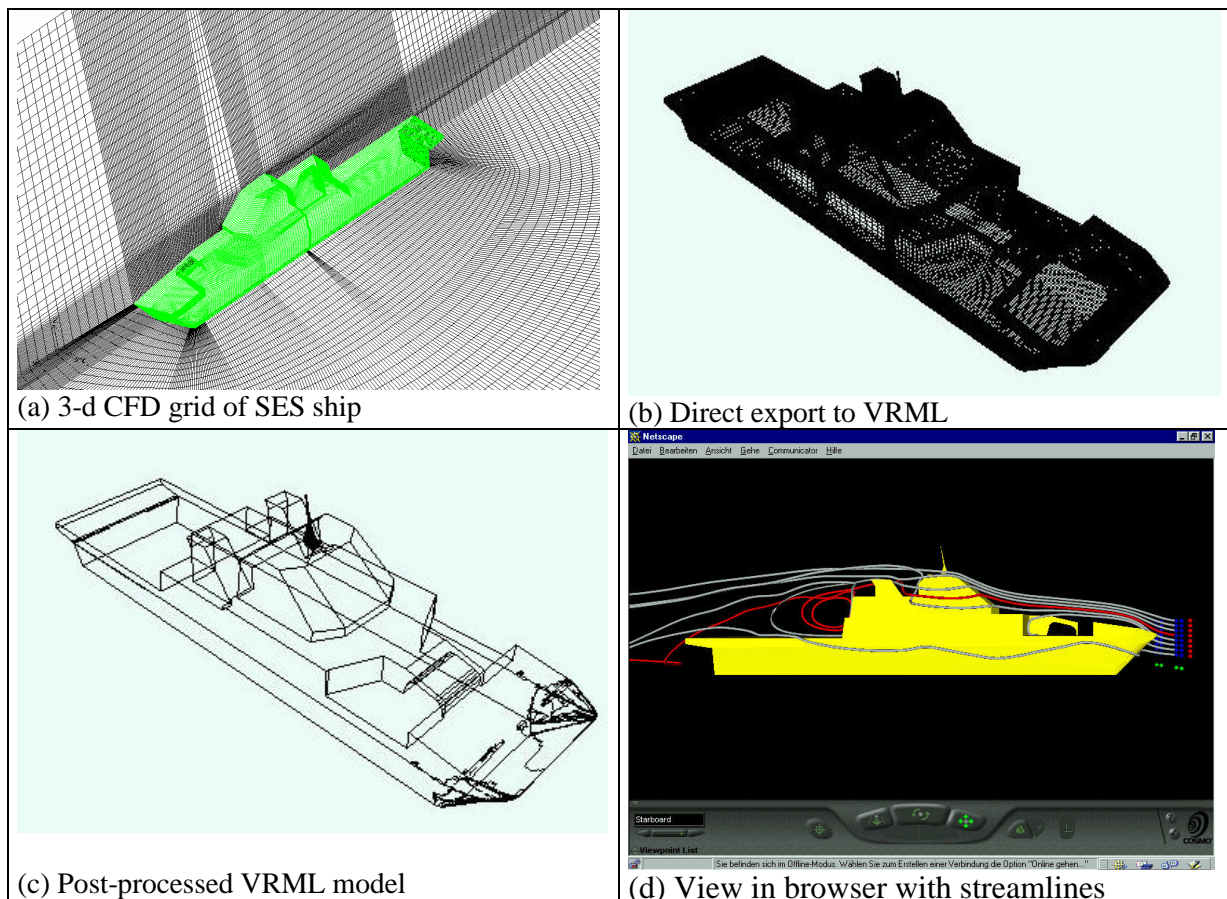 (a) 3-d CFD grid of SES ship
(b) Direct export to VRML
Netscape
Datei Bearbeiten Ansicht Gehe Communicator Hilfe
Starboard
Viewpoint List
COSMO
Sie befinden sich im Offline-Modus. Wählen Sie zum Erstellen einer Verbindung die Option "Online gehen..."
(c) Post-processed VRML model
(d) View in browser with streamlines